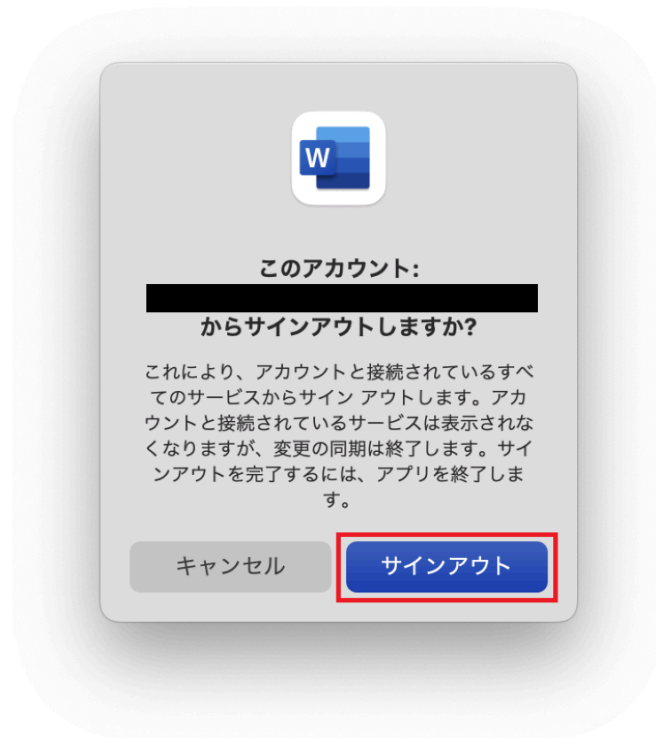 W
このアカウント:
からサインアウトしますか?
これにより、アカウントと接続されているすべ
てのサービスからサイン アウトします。アカ
ウントと接続されているサービスは表示されな
くなりますが、変更の同期は終了します。サイ
ンアウトを完了するには、アプリを終了しま
す。
キャンセル
サインアウト